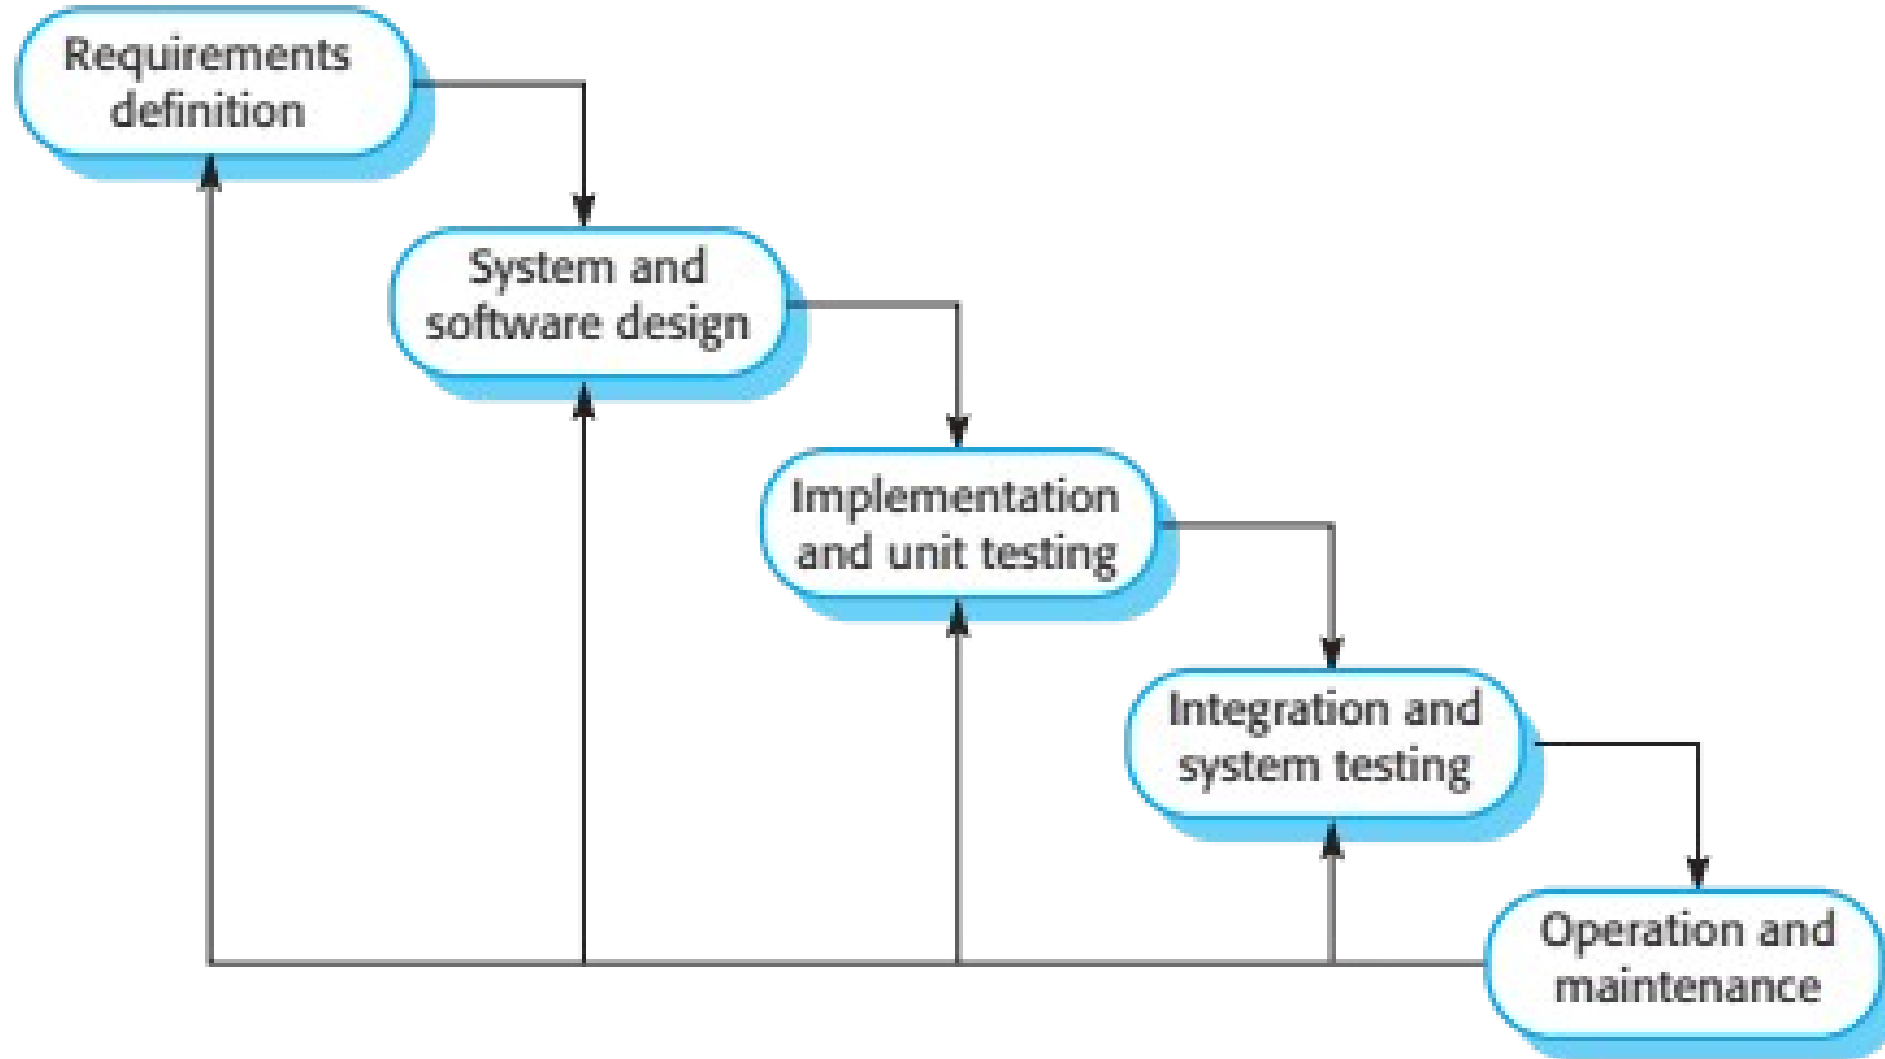 Requirements
definition
System and
software design
Implementation
and unit testing
Integration and
system testing
Operation and
maintenance